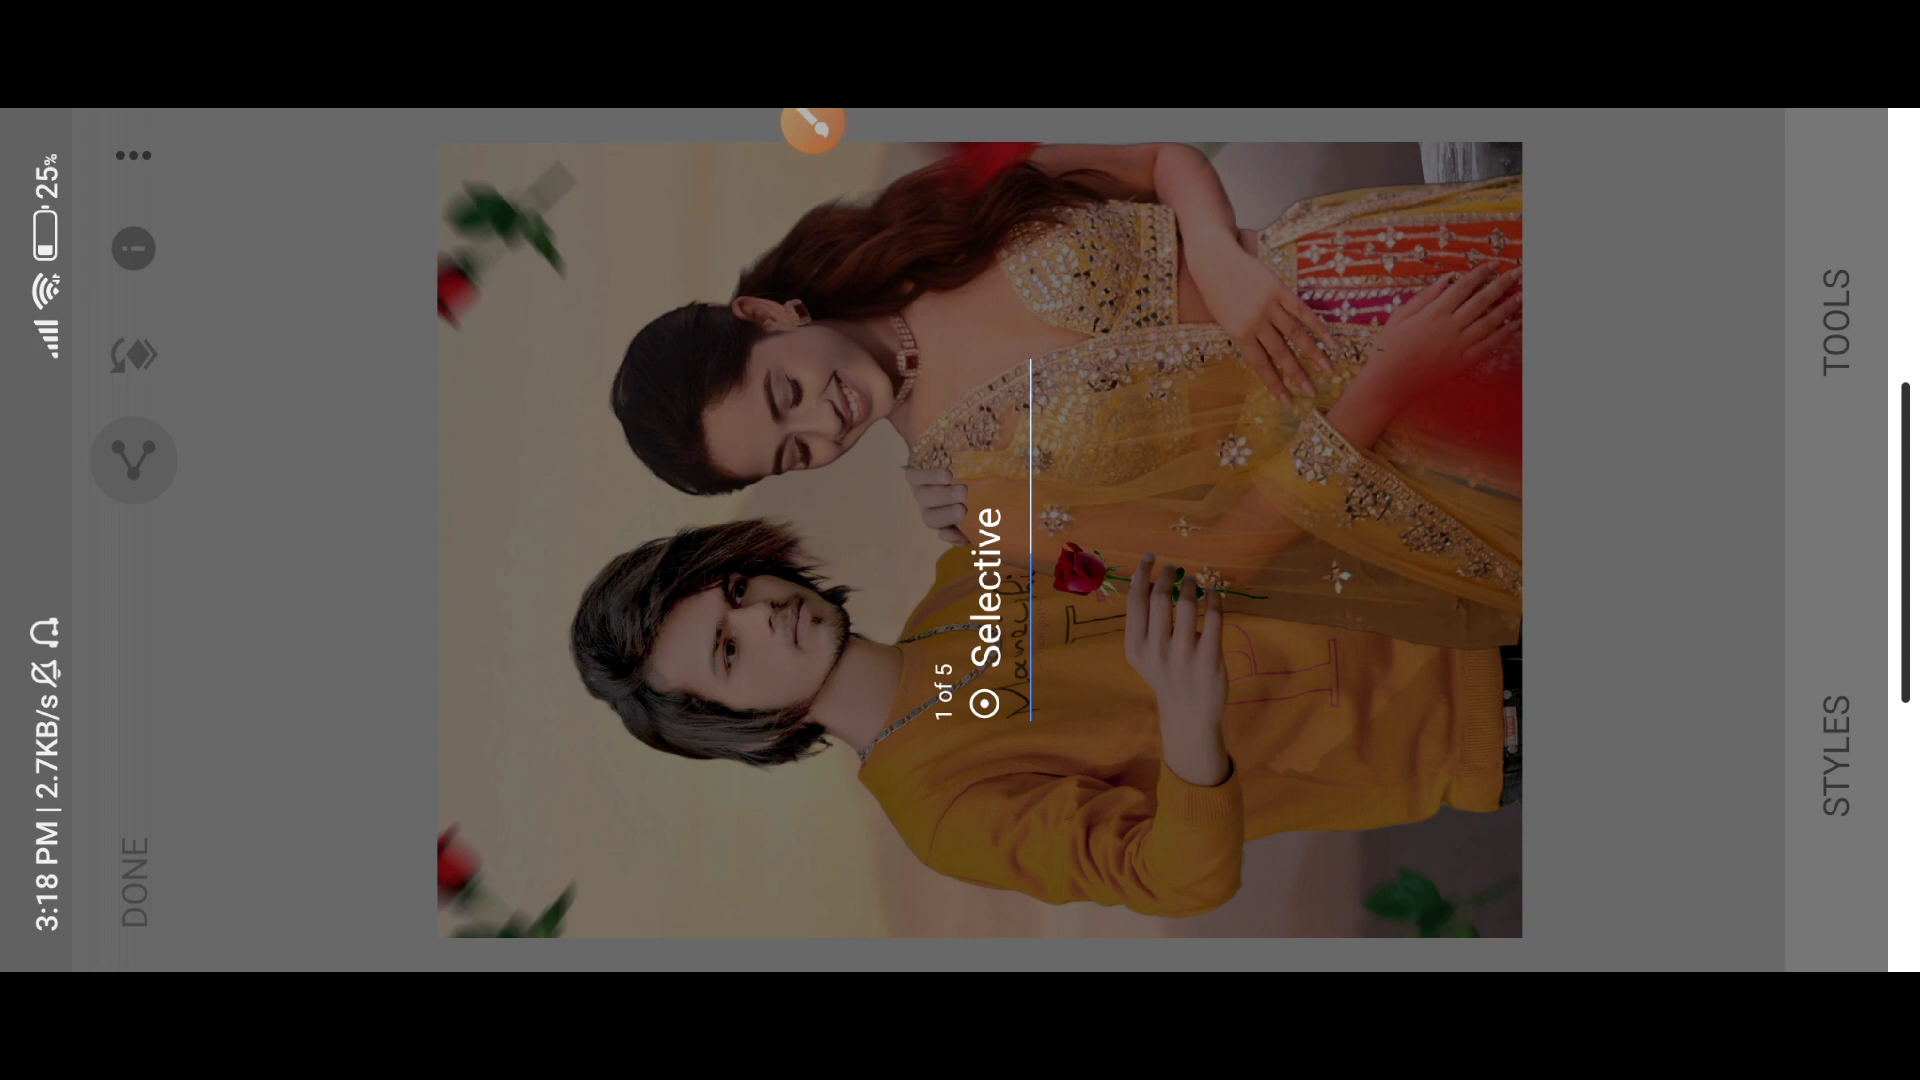 3:18 PM | 2.7KB/s
25%
DONE
1 of 5
Selective
STYLES
TOOLS